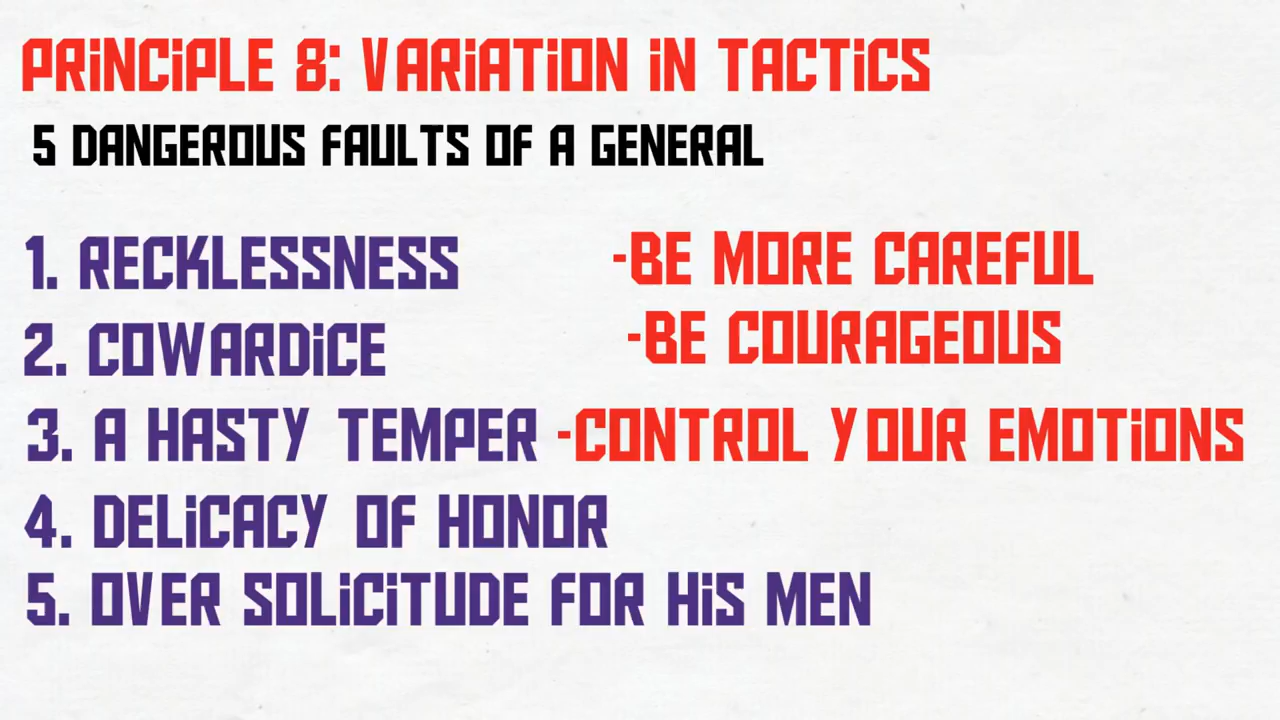 PRINCIPLE 8: VARIATION IN TACTICS
5 DANGEROUS FAULTS OF A GENERAL
1. RECKLESSNESS -BE MORE CAREFUL
2. COWARDICE -BE COURAGEOUS
3. A HASTY TEMPER -CONTROL YOUR EMOTIONS
4. DELICACY OF HONOR
5. OVER SOLICITUDE FOR HIS MEN